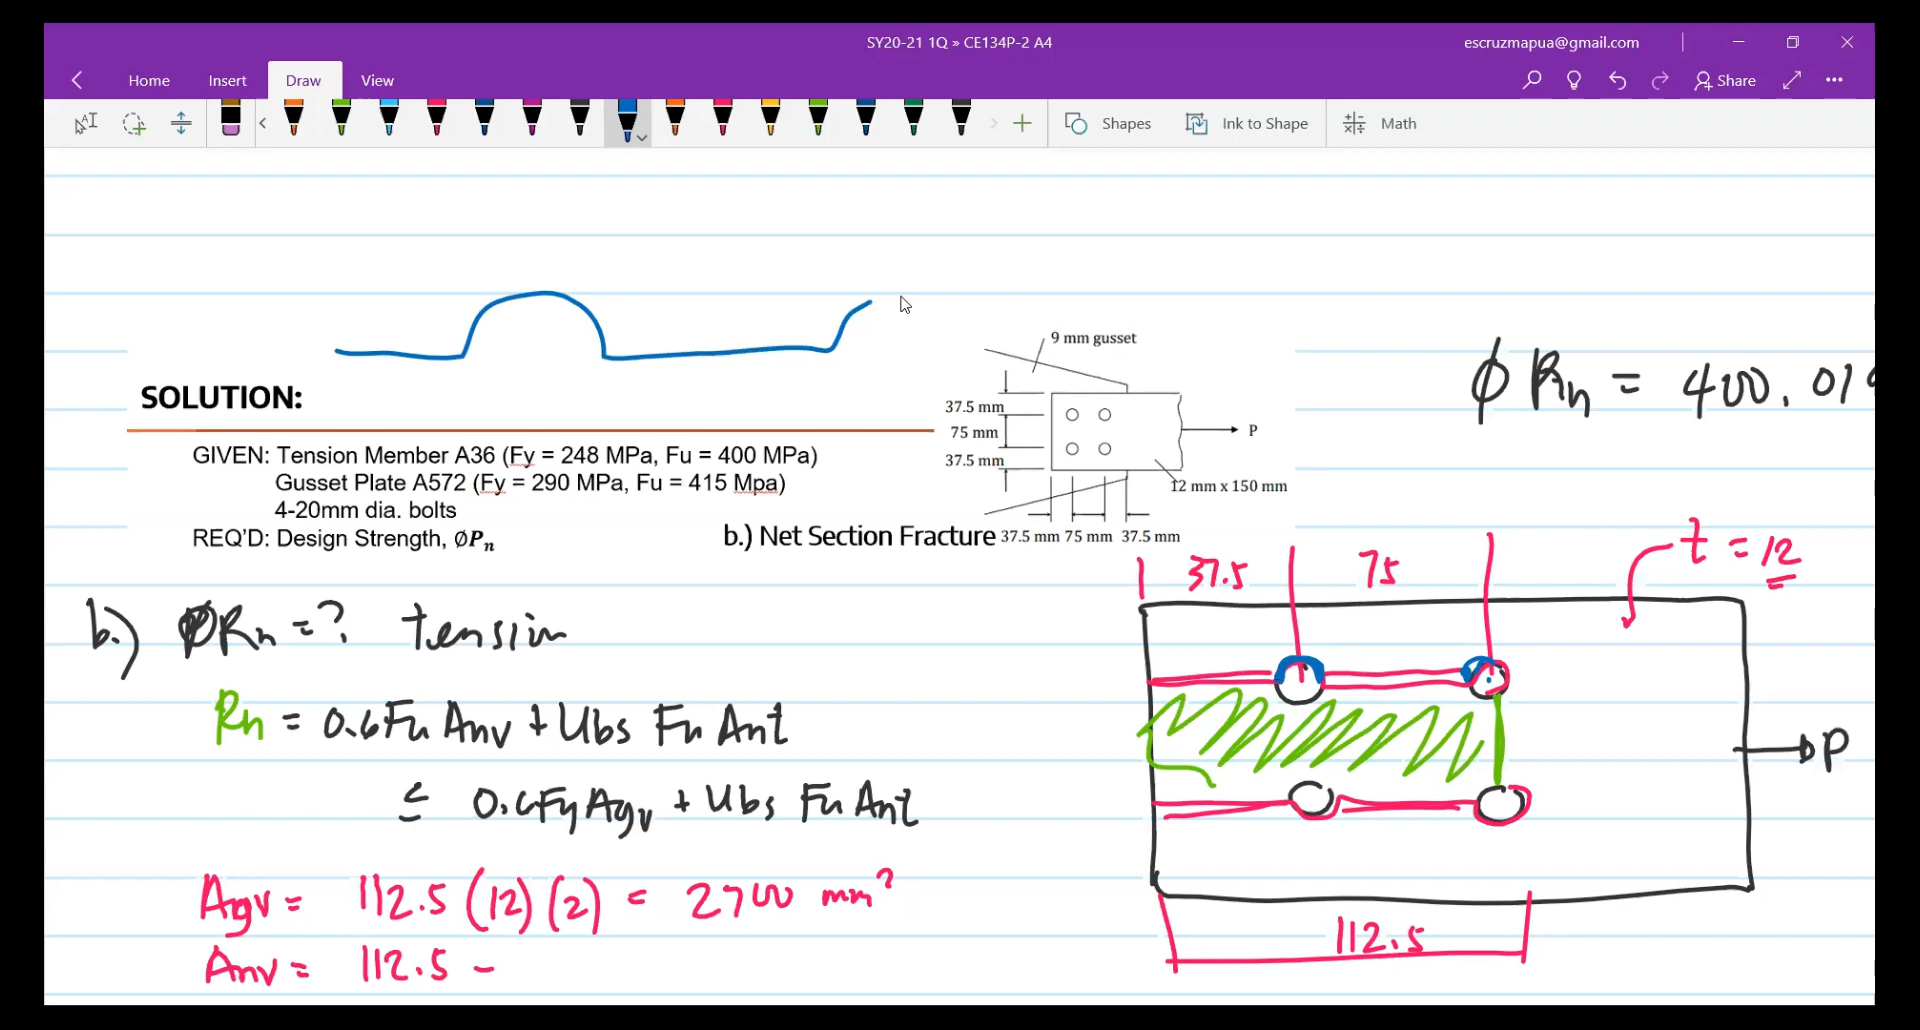 SY20-21 1Q » CE134P-2 A4
escruzmapua@gmail.com
Home Insert Draw View
Share
Shapes Ink to Shape Math
9 mm gusset
37.5 mm
75 mm
37.5 mm
P
12 mm x 150 mm
37.5 mm 75 mm 37.5 mm
SOLUTION:
GIVEN: Tension Member A36 (Fy = 248 MPa, Fu = 400 MPa)
Gusset Plate A572 (Fy = 290 MPa, Fu = 415 Mpa)
4-20mm dia. bolts
REQ'D: Design Strength, ØPn
b.) Net Section Fracture
ϕ Rn = 400.01
b.) ϕRn = ? tension
Rn = 0.6Fu Anv + Ubs Fu Ant
≤ 0.6Fy Agv + Ubs Fu Ant
Agv = 112.5 (12) (2) = 2700 mm²
Anv = 112.5 -
37.5 75
t = 12
P
112.5